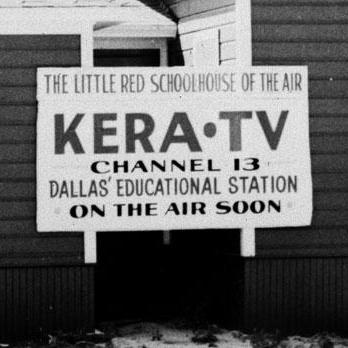 THE LITTLE RED SCHOOLHOUSE OF THE AIR
KERA•TV
CHANNEL 13
DALLAS' EDUCATIONAL STATION
ON THE AIR SOON